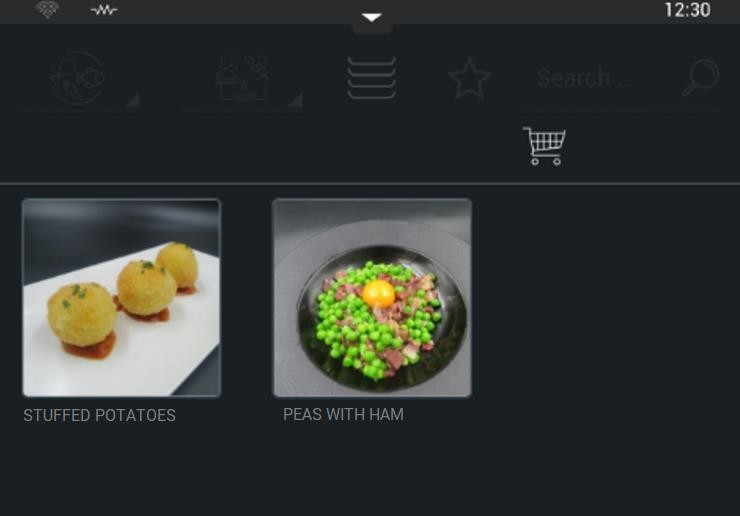 12:30
Search ...
STUFFED POTATOES
PEAS WITH HAM